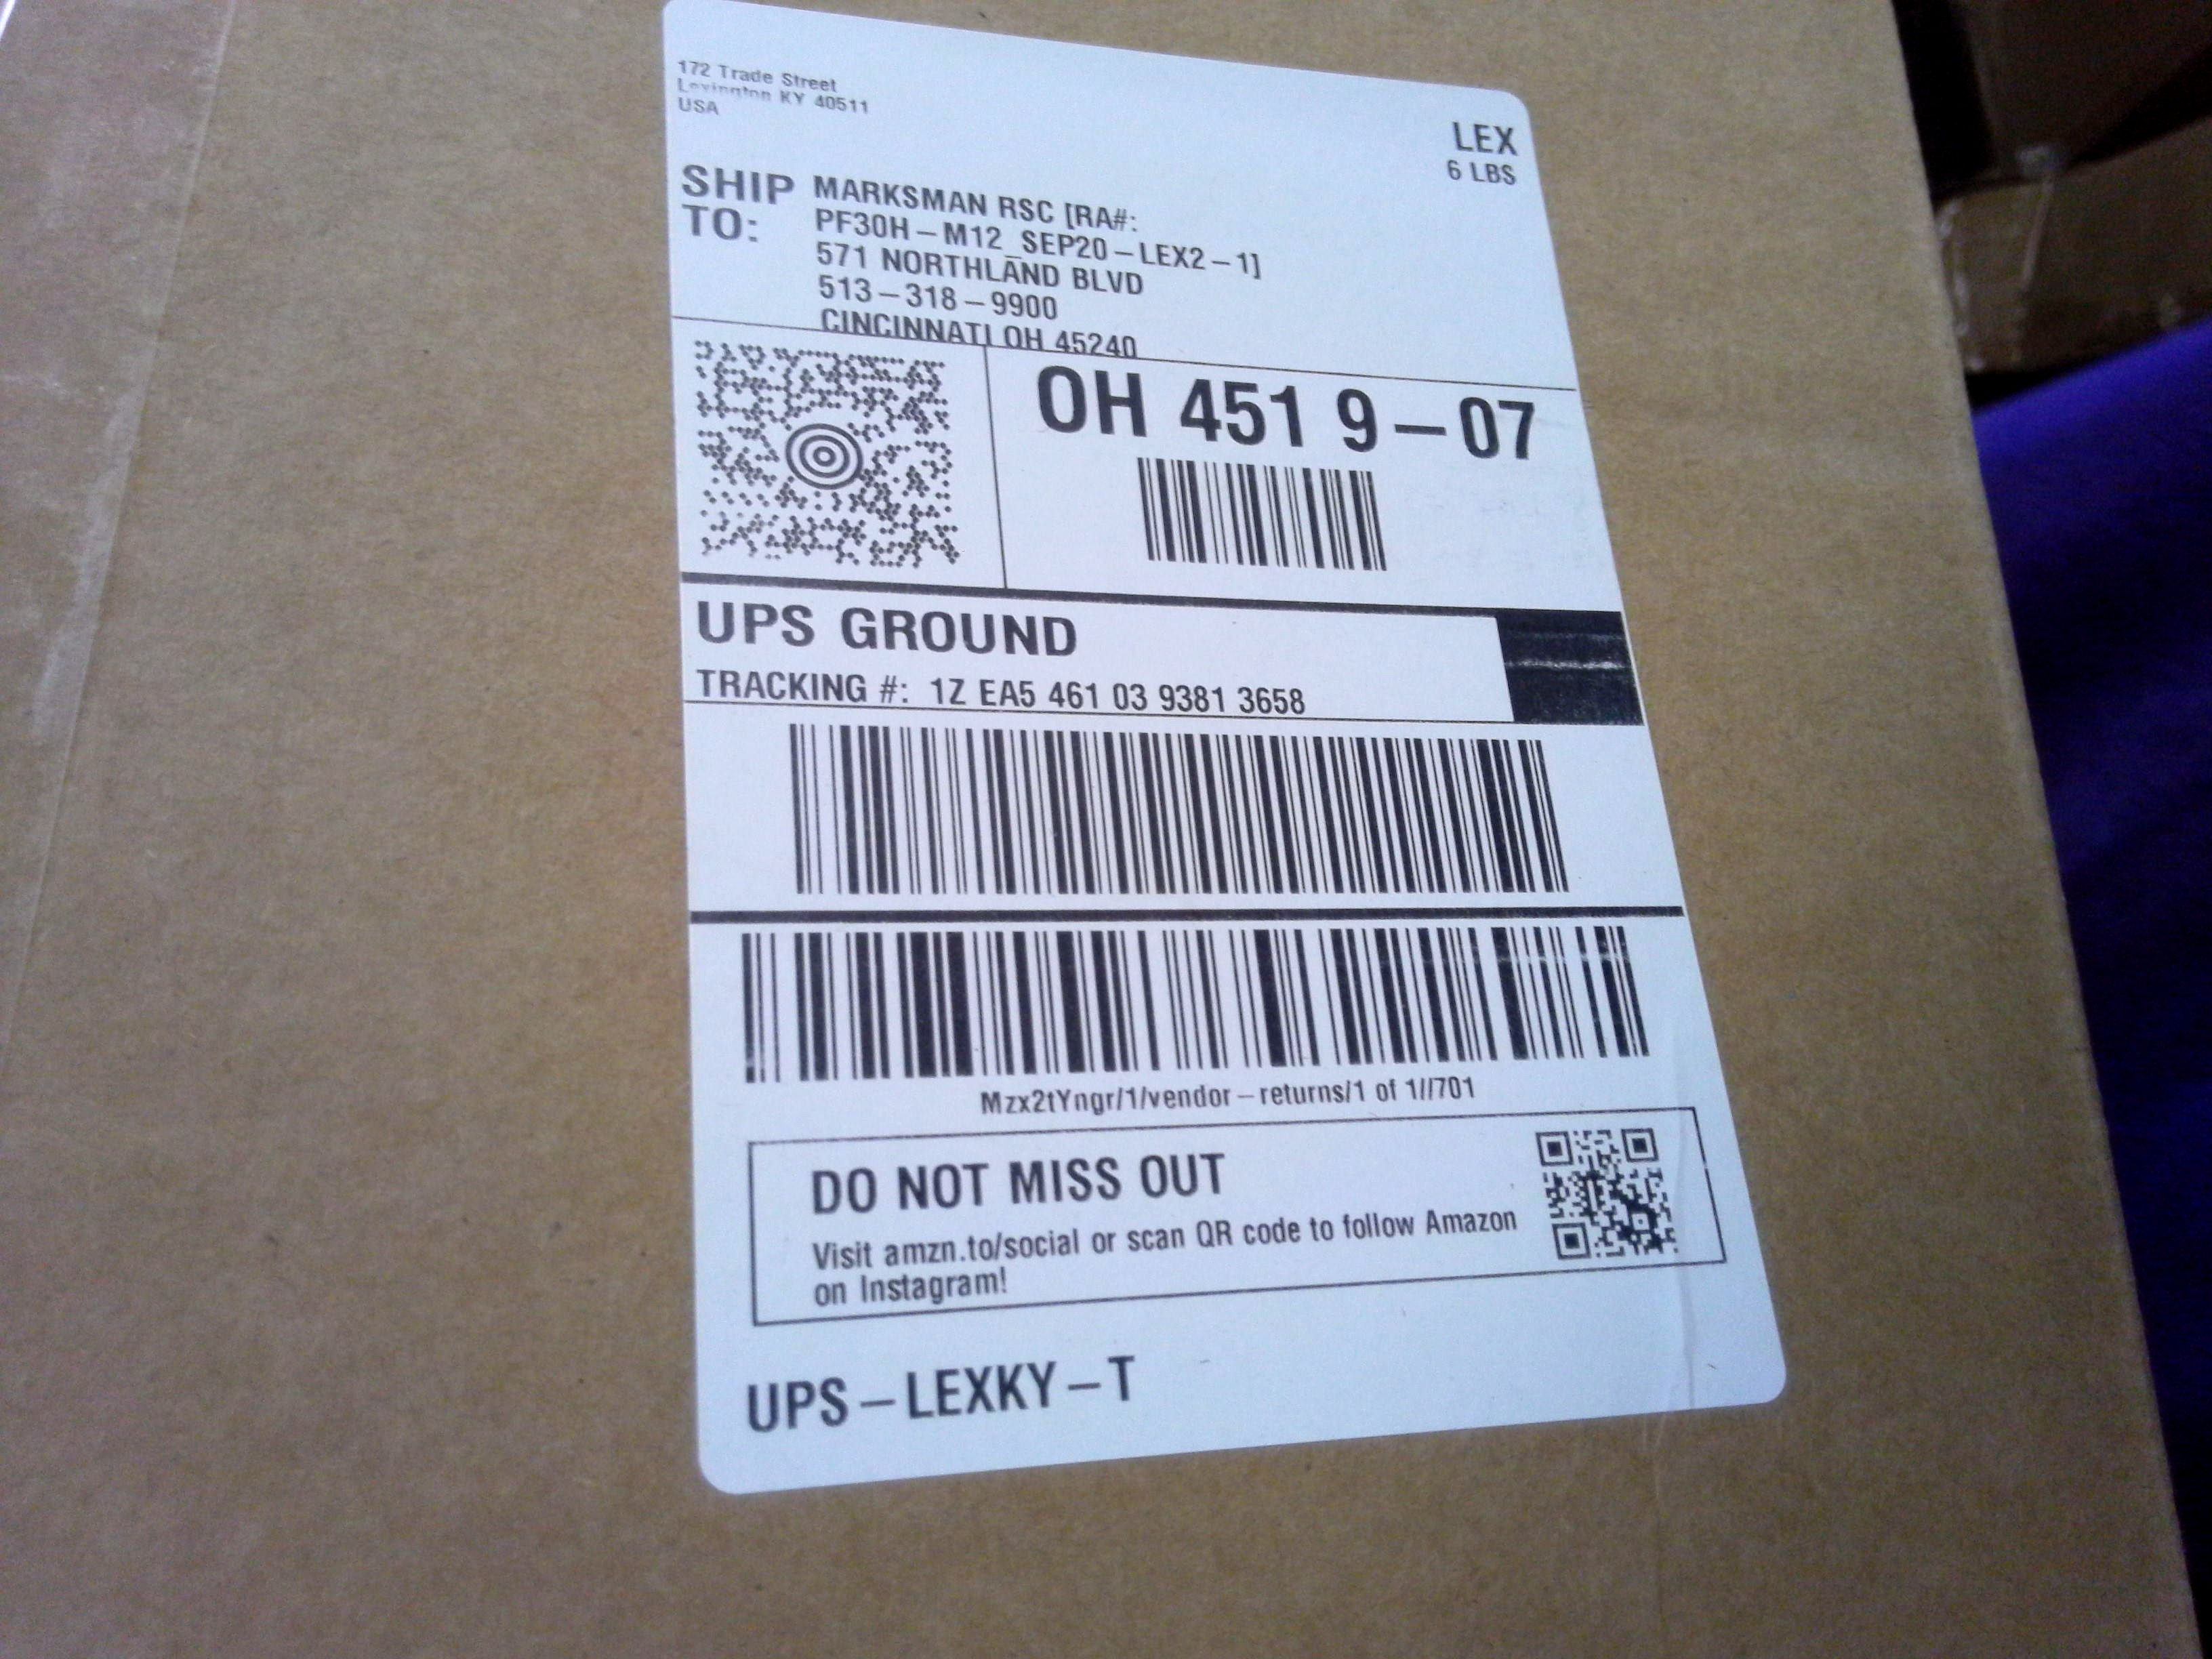 172 Trade Street
Lexington KY 40511
USA
LEX
6 LBS
SHIP TO:
MARKSMAN RSC [RA#:
PF30H-M12_SEP20-LEX2-1]
571 NORTHLAND BLVD
513-318-9900
CINCINNATI OH 45240
OH 451 9-07
UPS GROUND
TRACKING #: 1Z EA5 461 03 9381 3658
Mzx2tYngr/1/vendor-returns/1 of 1//701
DO NOT MISS OUT
Visit amzn.to/social or scan QR code to follow Amazon
on Instagram!
UPS-LEXKY-T